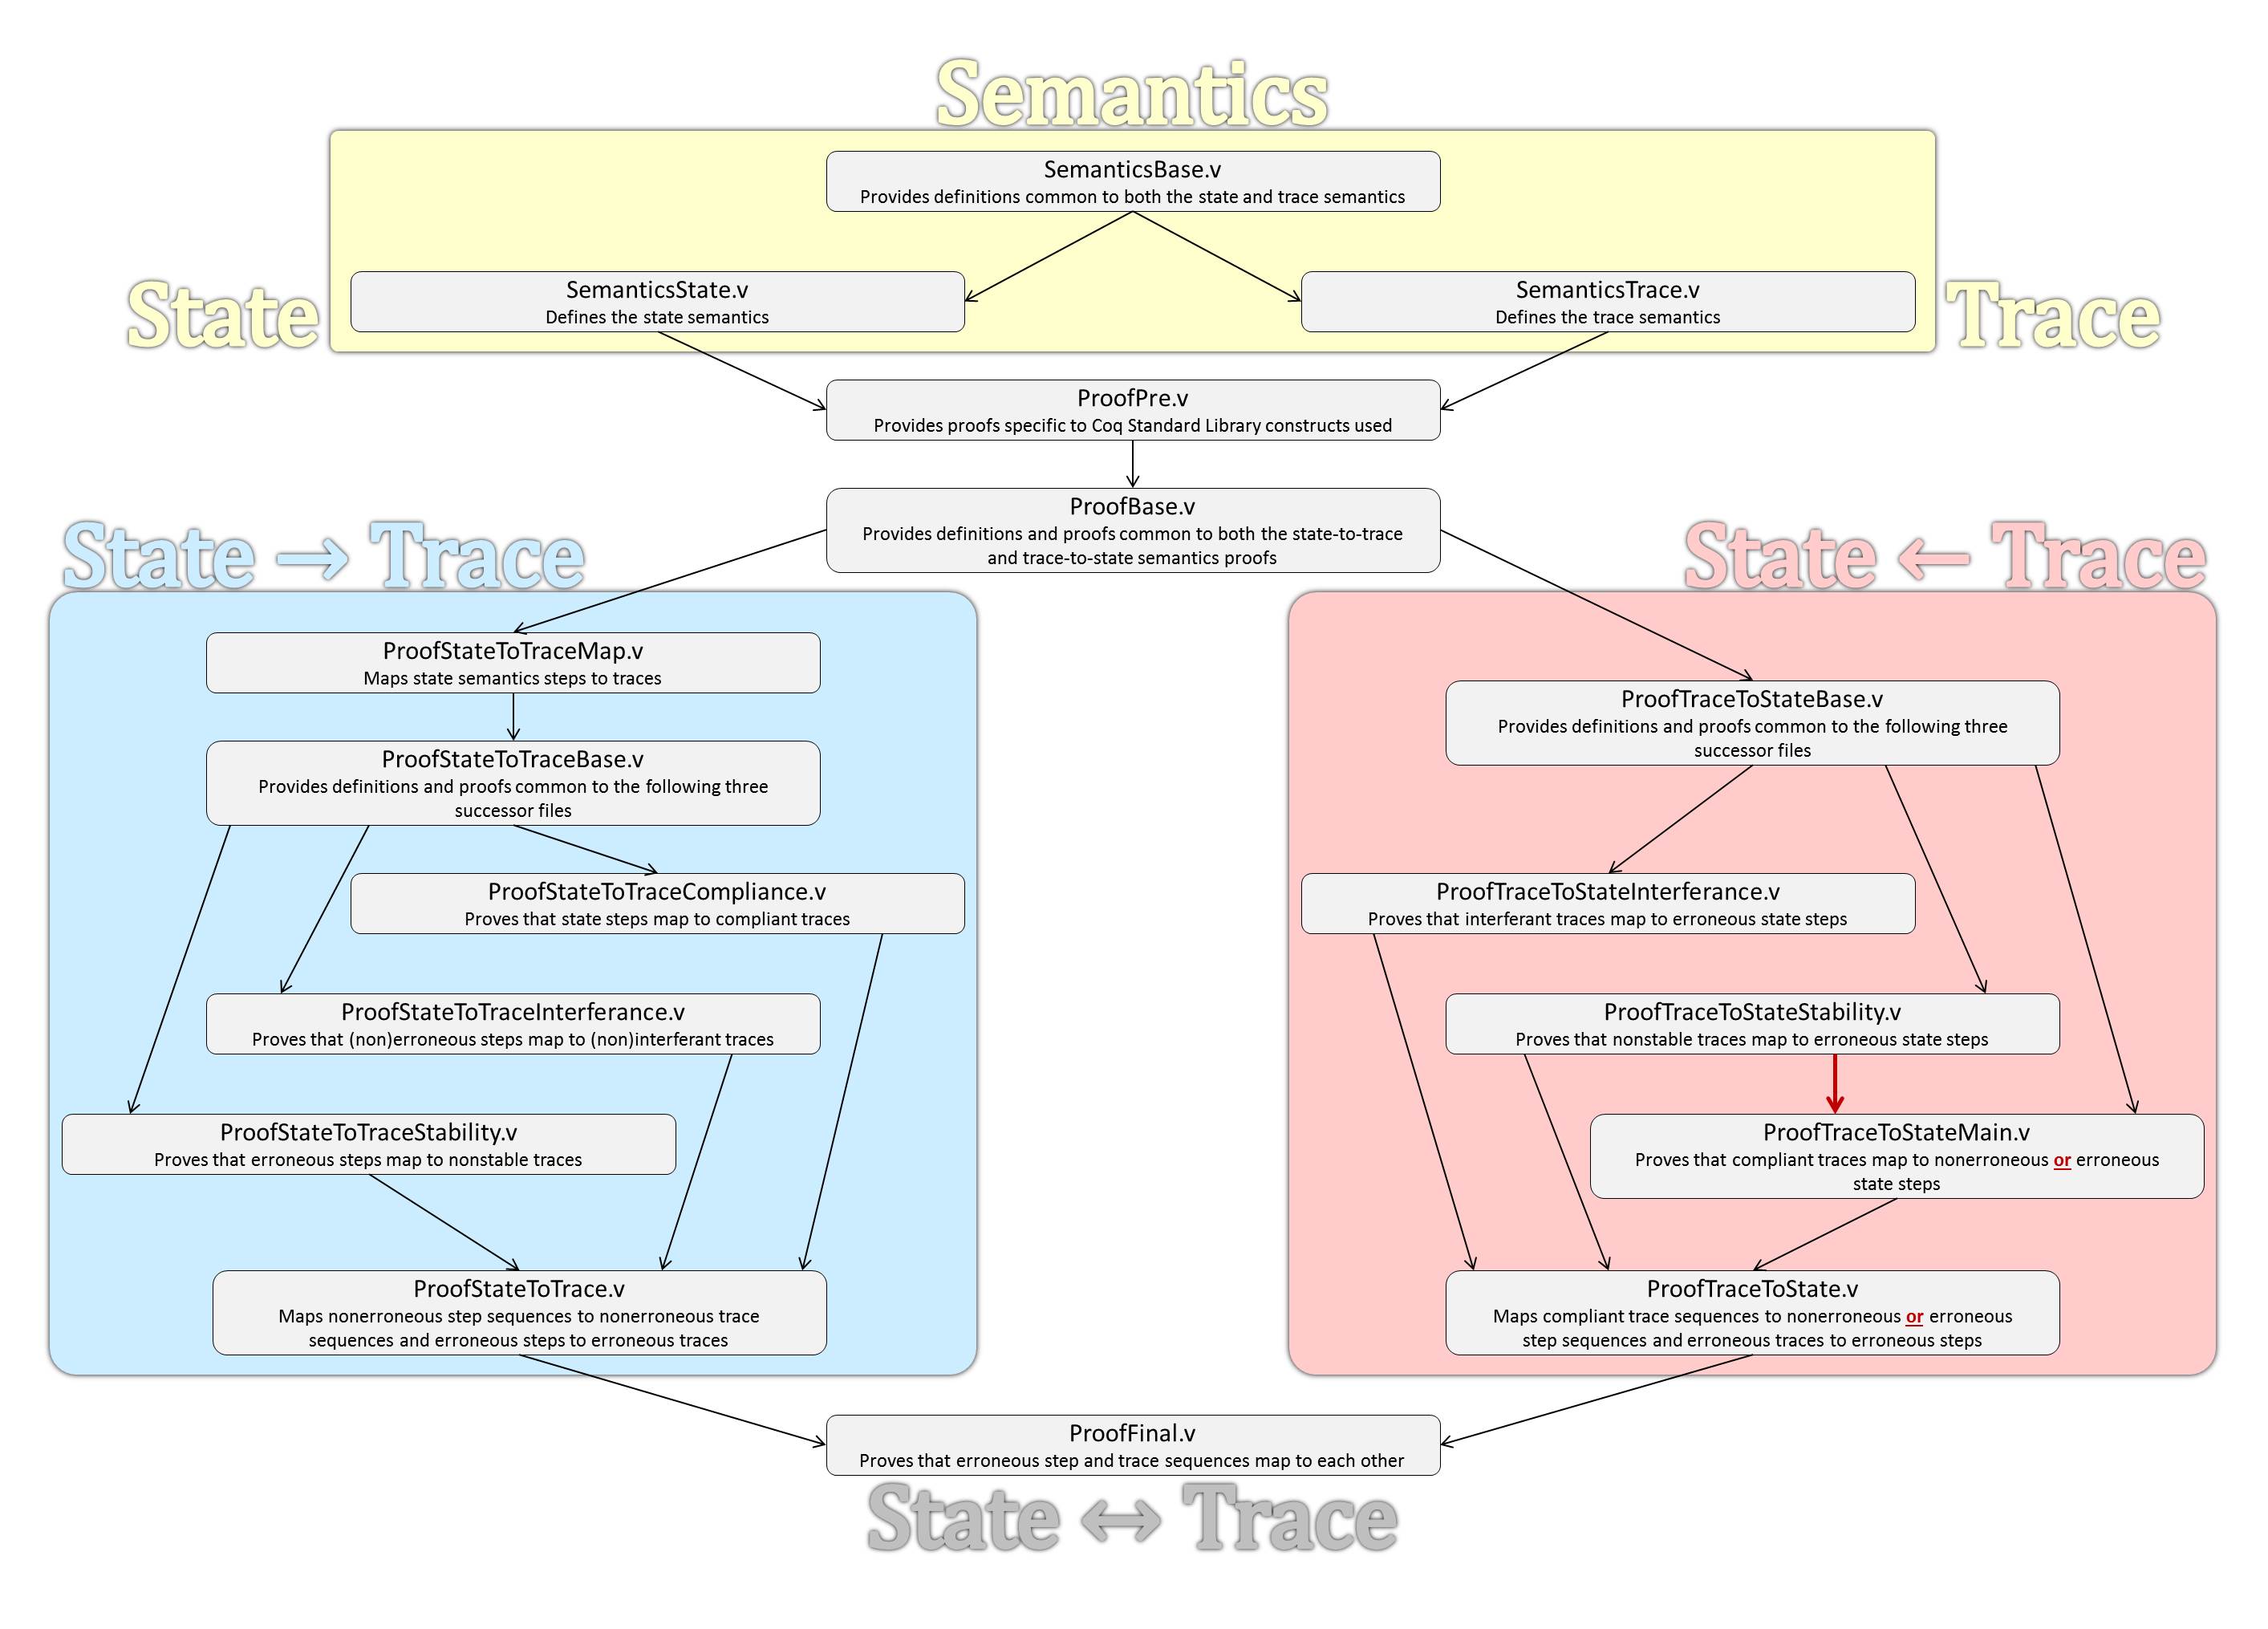 Semantics
SemanticsBase.v
Provides definitions common to both the state and trace semantics
State
SemanticsState.v
Defines the state semantics
SemanticsTrace.v
Defines the trace semantics
Trace
ProofPre.v
Provides proofs specific to Coq Standard Library constructs used
ProofBase.v
Provides definitions and proofs common to both the state-to-trace
and trace-to-state semantics proofs
State → Trace
ProofStateToTraceMap.v
Maps state semantics steps to traces
ProofStateToTraceBase.v
Provides definitions and proofs common to the following three
successor files
ProofStateToTraceCompliance.v
Proves that state steps map to compliant traces
ProofStateToTraceInterferance.v
Proves that (non)erroneous steps map to (non)interferant traces
ProofStateToTraceStability.v
Proves that erroneous steps map to nonstable traces
ProofStateToTrace.v
Maps nonerroneous step sequences to nonerroneous trace
sequences and erroneous steps to erroneous traces
State ← Trace
ProofTraceToStateBase.v
Provides definitions and proofs common to the following three
successor files
ProofTraceToStateInterferance.v
Proves that interferant traces map to erroneous state steps
ProofTraceToStateStability.v
Proves that nonstable traces map to erroneous state steps
ProofTraceToStateMain.v
Proves that compliant traces map to nonerroneous or erroneous
state steps
ProofTraceToState.v
Maps compliant trace sequences to nonerroneous or erroneous
step sequences and erroneous traces to erroneous steps
ProofFinal.v
Proves that erroneous step and trace sequences map to each other
State ↔ Trace